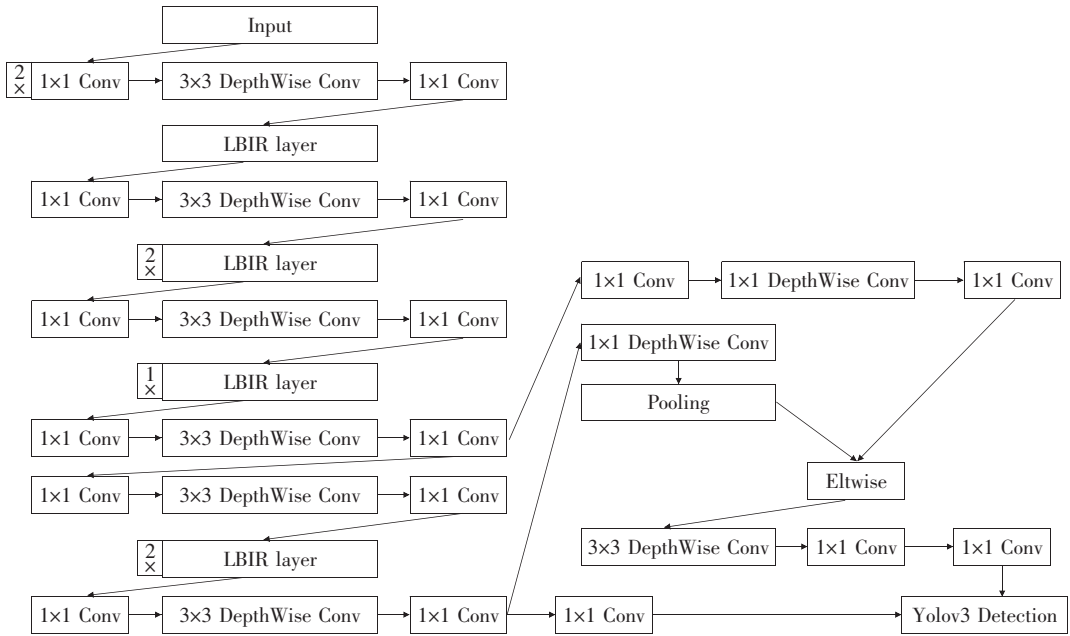 Input
2× 1×1 Conv 3×3 DepthWise Conv 1×1 Conv
LBIR layer
1×1 Conv 3×3 DepthWise Conv 1×1 Conv
2× LBIR layer
1×1 Conv 3×3 DepthWise Conv 1×1 Conv
1× LBIR layer
1×1 Conv 3×3 DepthWise Conv 1×1 Conv
1×1 Conv 3×3 DepthWise Conv 1×1 Conv
2× LBIR layer
1×1 Conv 3×3 DepthWise Conv 1×1 Conv 1×1 Conv
1×1 Conv 1×1 DepthWise Conv 1×1 Conv
1×1 DepthWise Conv
Pooling
Eltwise
3×3 DepthWise Conv 1×1 Conv 1×1 Conv
Yolov3 Detection